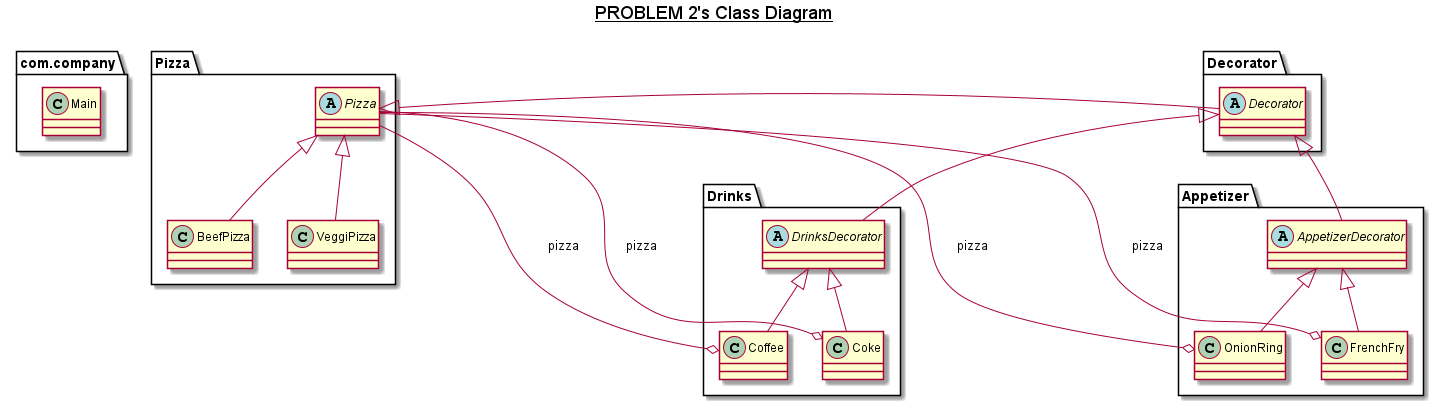 PROBLEM 2's Class Diagram
com.company
C Main
Pizza
A Pizza
C BeefPizza
C VeggiPizza
Decorator
A Decorator
Drinks
A DrinksDecorator
C Coffee
C Coke
Appetizer
A AppetizerDecorator
C OnionRing
C FrenchFry
pizza
pizza
pizza
pizza